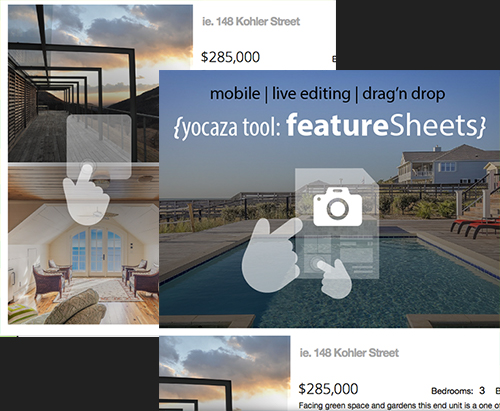 ie. 148 Kohler Street
$285,000
mobile | live editing | drag'n drop
{yocaza tool: featureSheets}
ie. 148 Kohler Street
$285,000 Bedrooms: 3
Facing green space and gardens this end unit is a one